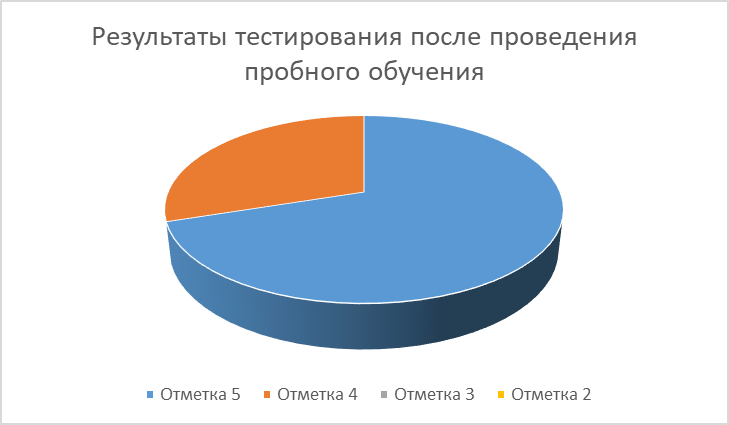 Результаты тестирования после проведения
пробного обучения
Отметка 5 Отметка 4 Отметка 3 Отметка 2